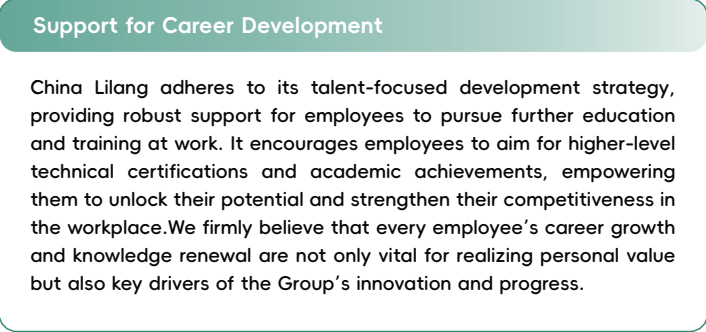 Support for Career Development
China Lilang adheres to its talent-focused development strategy,
providing robust support for employees to pursue further education
and training at work. It encourages employees to aim for higher-level
technical certifications and academic achievements, empowering
them to unlock their potential and strengthen their competitiveness in
the workplace.We firmly believe that every employee’s career growth
and knowledge renewal are not only vital for realizing personal value
but also key drivers of the Group’s innovation and progress.